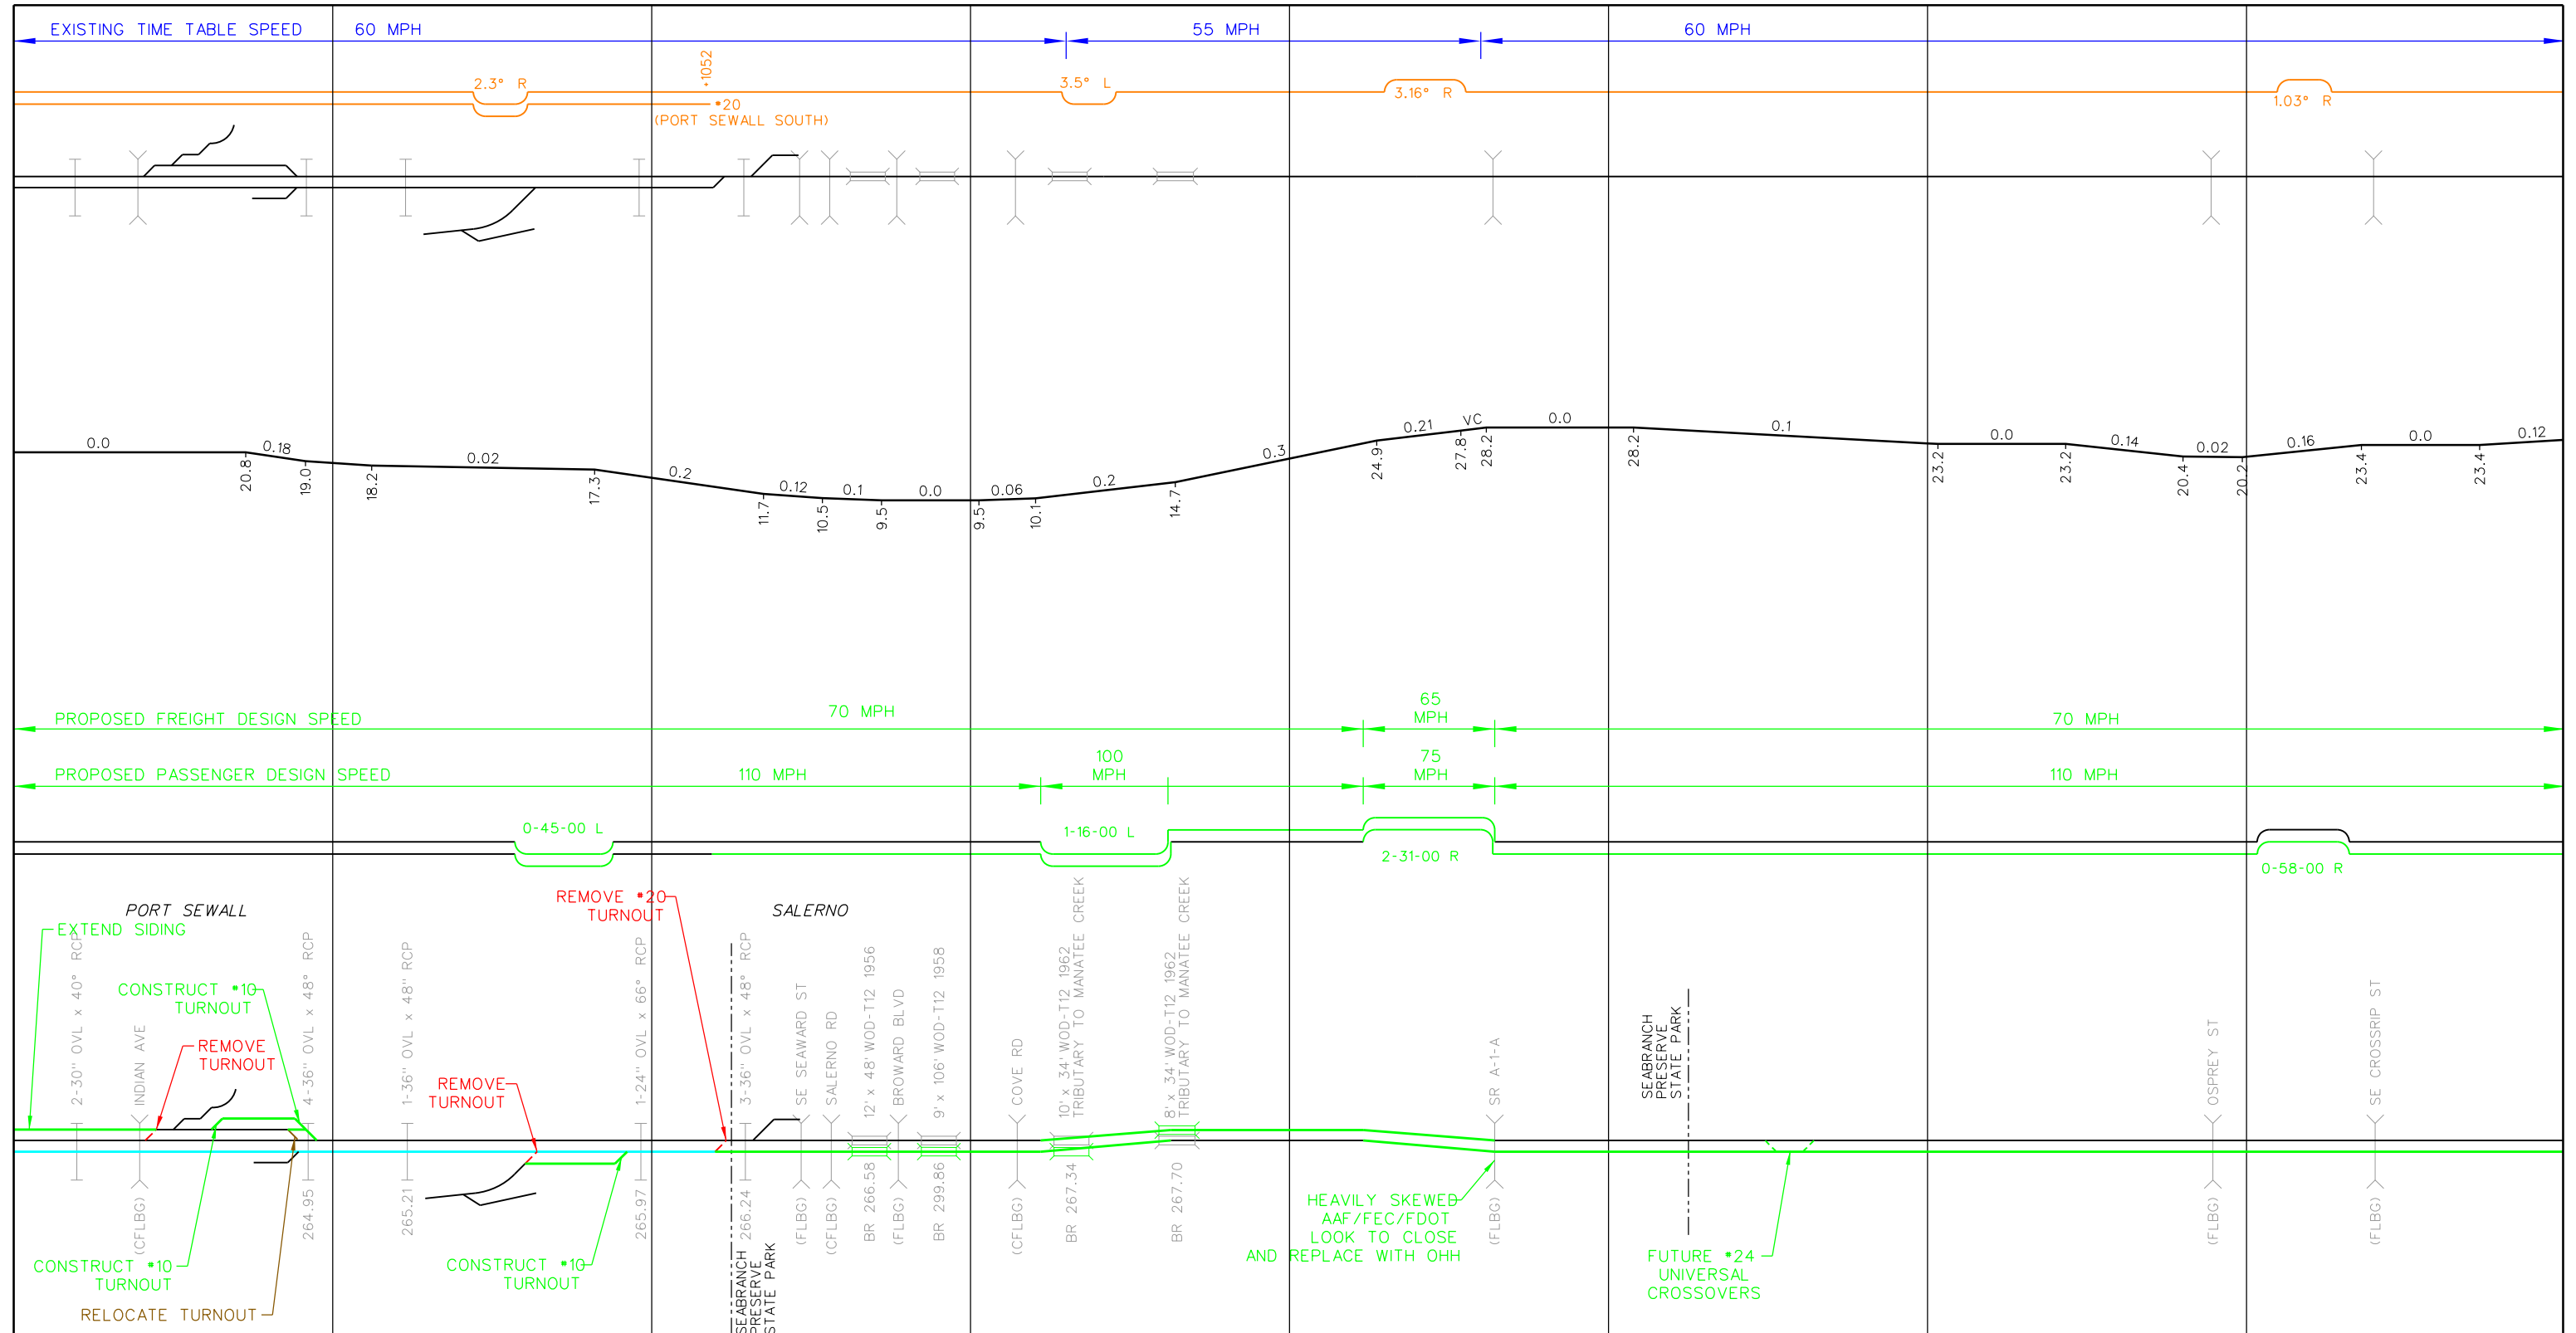 EXISTING TIME TABLE SPEED
60 MPH
55 MPH
60 MPH
2.3° R
+1052
*20
(PORT SEWALL SOUTH)
3.5° L
3.16° R
1.03° R
0.0
0.18
0.02
0.2
0.12
0.1
0.0
0.06
0.2
0.3
0.21
VC
0.0
0.1
0.0
0.14
0.02
0.16
0.0
0.12
20.8
19.0
18.2
17.3
11.7
10.5
9.5
9.5
10.1
14.7
24.9
27.8
28.2
28.2
23.2
23.2
20.4
20.2
23.4
23.4
PROPOSED FREIGHT DESIGN SPEED
70 MPH
65
MPH
70 MPH
PROPOSED PASSENGER DESIGN SPEED
110 MPH
100
MPH
75
MPH
110 MPH
0-45-00 L
1-16-00 L
2-31-00 R
0-58-00 R
PORT SEWALL
SALERNO
EXTEND SIDING
CONSTRUCT *10
TURNOUT
REMOVE
TURNOUT
REMOVE
TURNOUT
REMOVE *20
TURNOUT
2-30" OVL x 40° RCP
INDIAN AVE
(CFLBG)
4-36" OVL x 48° RCP
264.95
1-36" OVL x 48" RCP
265.21
1-24" OVL x 66° RCP
265.97
3-36" OVL x 48° RCP
266.24
SE SEAWARD ST
(FLBG)
SALERNO RD
(CFLBG)
12' x 48' WOD-T12 1956
BR 266.58
BROWARD BLVD
(FLBG)
9' x 106' WOD-T12 1958
BR 299.86
COVE RD
(CFLBG)
10' x 34' WOD-T12 1962
TRIBUTARY TO MANATEE CREEK
BR 267.34
8' x 34' WOD-T12 1962
TRIBUTARY TO MANATEE CREEK
BR 267.70
SR A-1-A
(FLBG)
SEABRANCH
PRESERVE
STATE PARK
OSPREY ST
(FLBG)
SE CROSSRIP ST
(FLBG)
CONSTRUCT *10
TURNOUT
RELOCATE TURNOUT
CONSTRUCT *10
TURNOUT
SEABRANCH
PRESERVE
STATE PARK
HEAVILY SKEWED
AAF/FEC/FDOT
LOOK TO CLOSE
AND REPLACE WITH OHH
FUTURE *24
UNIVERSAL
CROSSOVERS